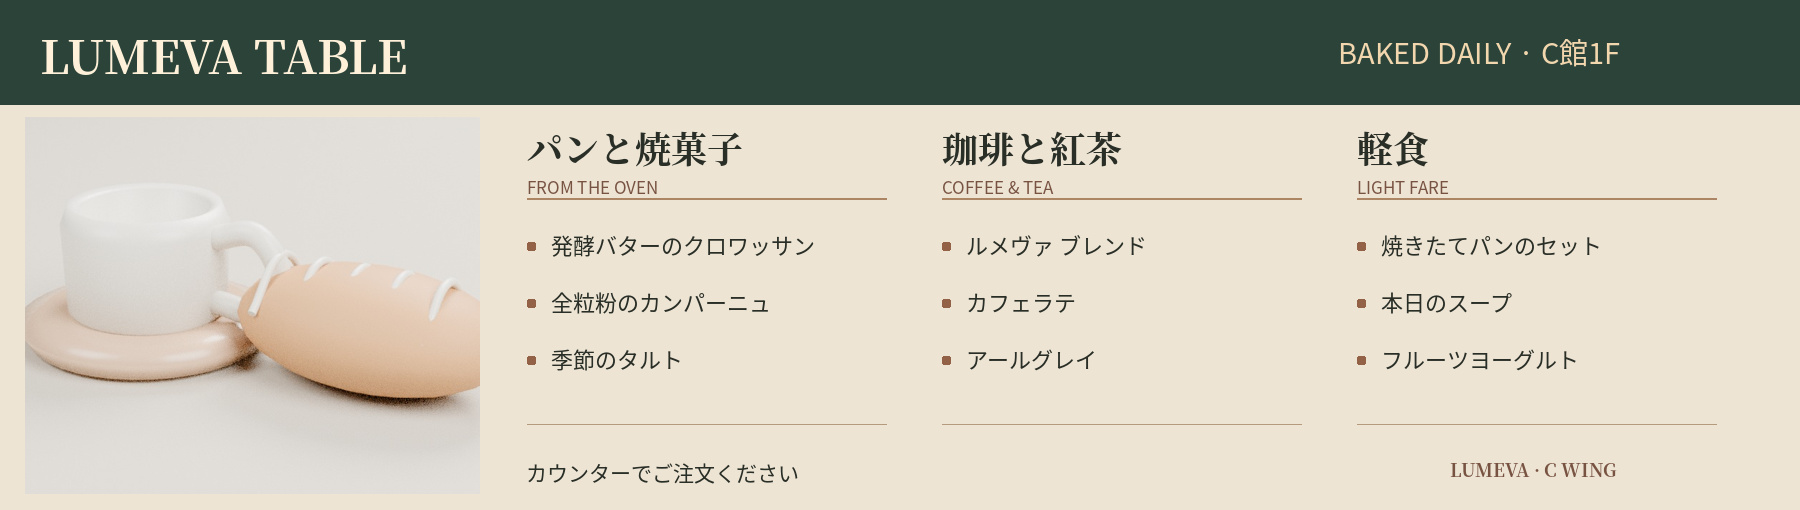 LUMEVA TABLE
BAKED DAILY · C館1F
パンと焼菓子
FROM THE OVEN
発酵バターのクロワッサン
全粒粉のカンパーニュ
季節のタルト
珈琲と紅茶
COFFEE & TEA
ルメヴァ ブレンド
カフェラテ
アールグレイ
軽食
LIGHT FARE
焼きたてパンのセット
本日のスープ
フルーツヨーグルト
カウンターでご注文ください
LUMEVA · C WING